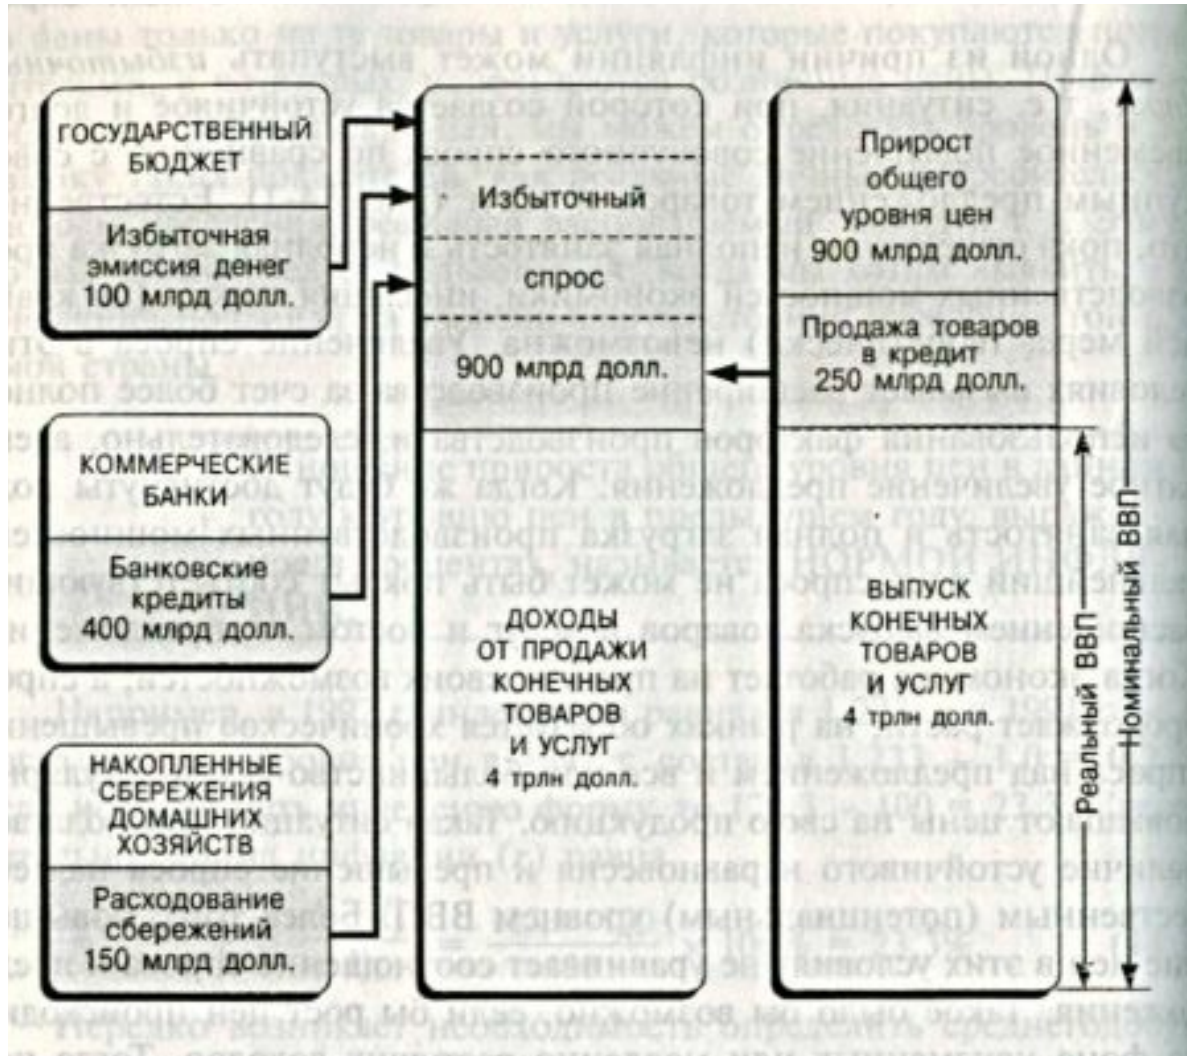 ГОСУДАРСТВЕННЫЙ
БЮДЖЕТ
Избыточная
эмиссия денег
100 млрд долл.
КОММЕРЧЕСКИЕ
БАНКИ
Банковские
кредиты
400 млрд долл.
НАКОПЛЕННЫЕ
СБЕРЕЖЕНИЯ
ДОМАШНИХ
ХОЗЯЙСТВ
Расходование
сбережений
150 млрд долл.
Избыточный
спрос
900 млрд долл.
ДОХОДЫ
ОТ ПРОДАЖИ
КОНЕЧНЫХ
ТОВАРОВ
И УСЛУГ
4 трлн долл.
Прирост
общего
уровня цен
900 млрд долл.
Продажа товаров
в кредит
250 млрд долл.
ВЫПУСК
КОНЕЧНЫХ
ТОВАРОВ
И УСЛУГ
4 трлн долл.
Реальный ВВП
Номинальный ВВП